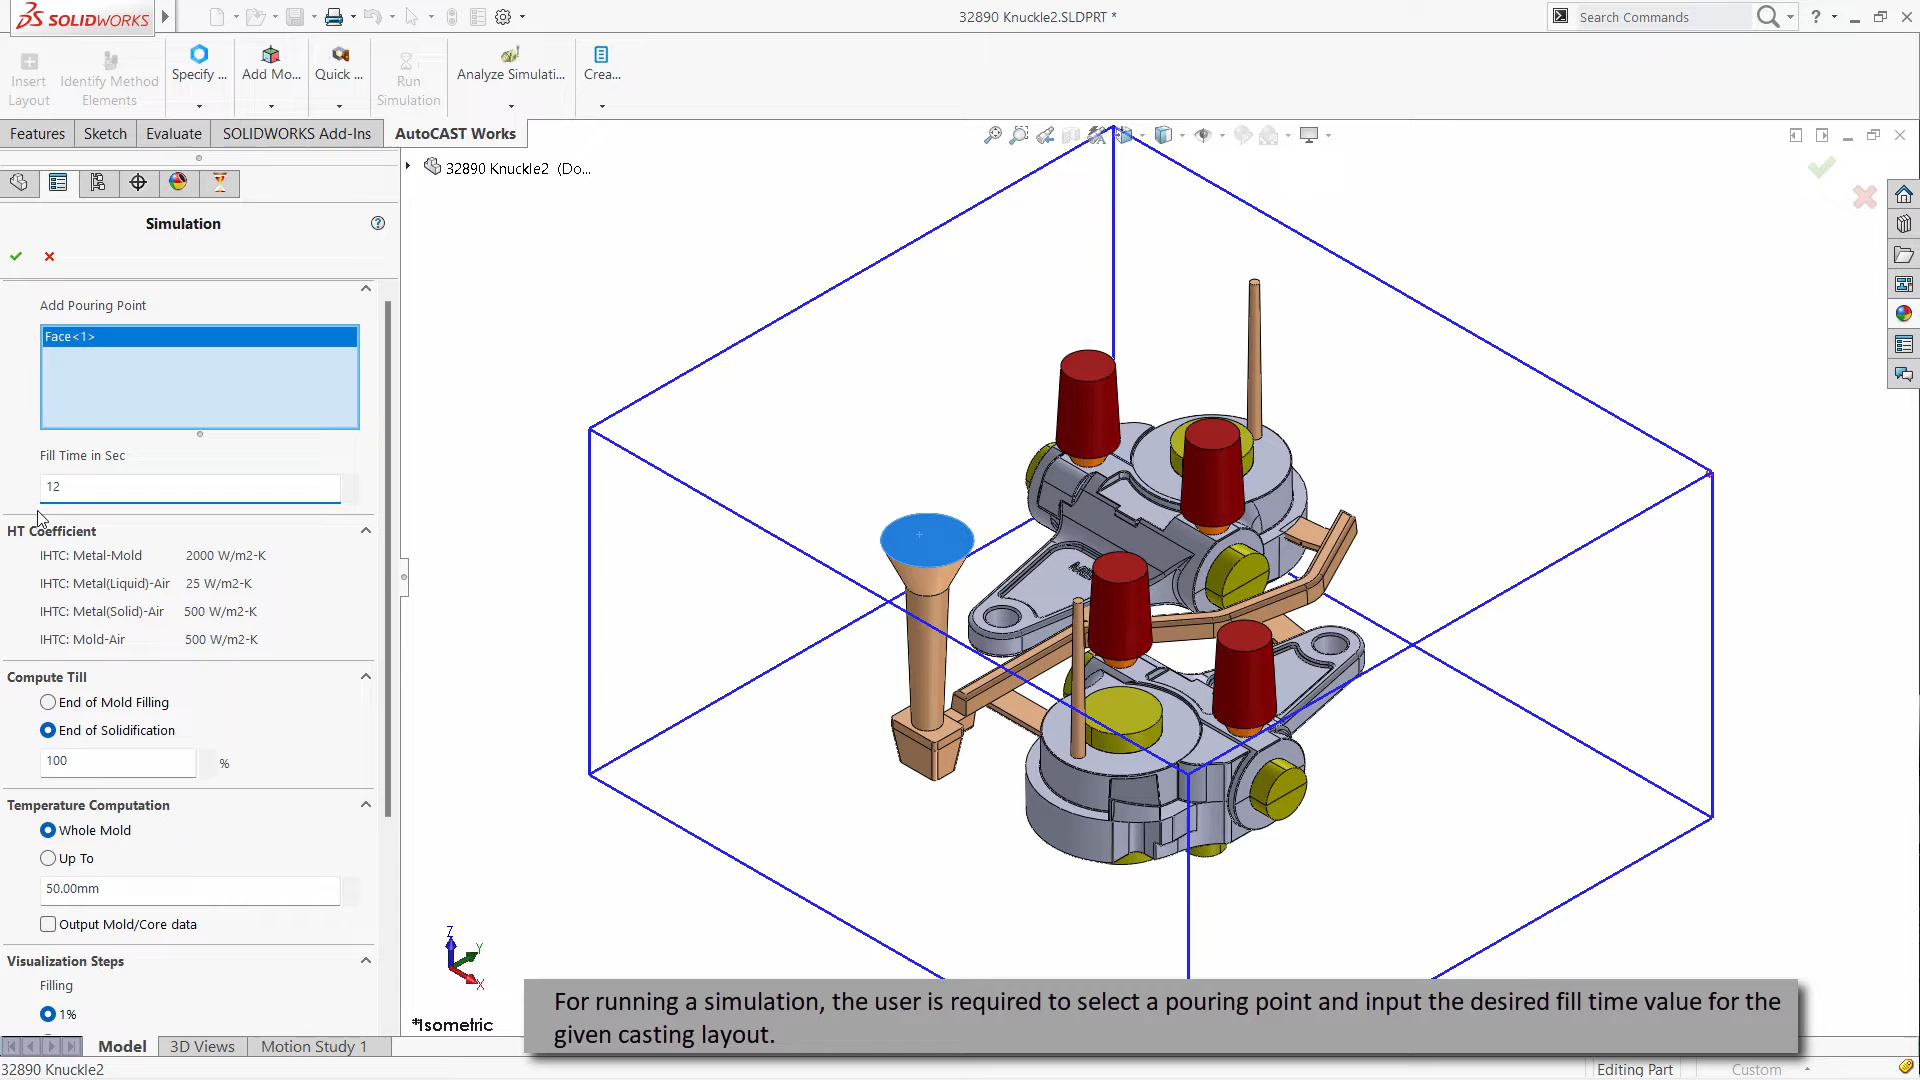 SOLIDWORKS
32890 Knuckle2.SLDPRT *
Search Commands
?
Insert
Layout
Identify Method
Elements
Specify ...
Add Mo...
Quick ...
Run
Simulation
Analyze Simulati...
Crea...
Features
Sketch
Evaluate
SOLIDWORKS Add-Ins
AutoCAST Works
32890 Knuckle2 (Do...
Simulation
Add Pouring Point
Face<1>
Fill Time in Sec
12
HT Coefficient
IHTC: Metal-Mold 2000 W/m2-K
IHTC: Metal(Liquid)-Air 25 W/m2-K
IHTC: Metal(Solid)-Air 500 W/m2-K
IHTC: Mold-Air 500 W/m2-K
Compute Till
End of Mold Filling
End of Solidification
100 %
Temperature Computation
Whole Mold
Up To
50.00mm
Output Mold/Core data
Visualization Steps
Filling
1%
Z
Y
X
*Isometric
For running a simulation, the user is required to select a pouring point and input the desired fill time value for the
given casting layout.
Model
3D Views
Motion Study 1
32890 Knuckle2
Editing Part
Custom